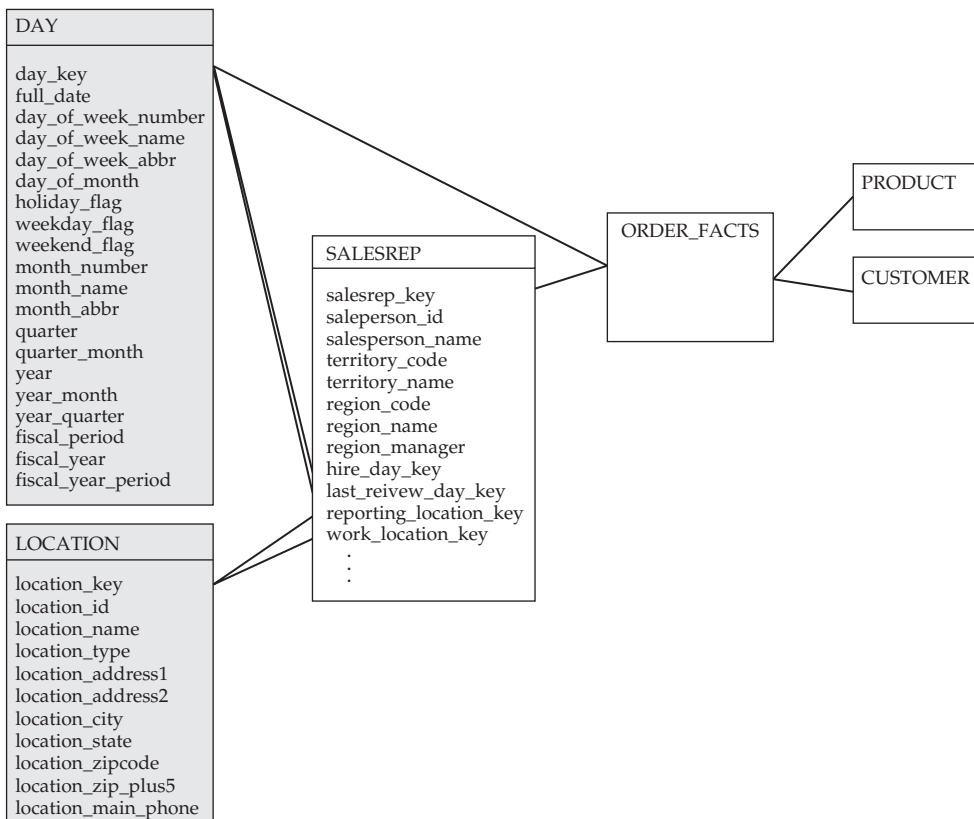 DAY
day_key
full_date
day_of_week_number
day_of_week_name
day_of_week_abbr
day_of_month
holiday_flag
weekday_flag
weekend_flag
month_number
month_name
month_abbr
quarter
quarter_month
year
year_month
year_quarter
fiscal_period
fiscal_year
fiscal_year_period
LOCATION
location_key
location_id
location_name
location_type
location_address1
location_address2
location_city
location_state
location_zipcode
location_zip_plus5
location_main_phone
SALESREP
salesrep_key
saleperson_id
salesperson_name
territory_code
territory_name
region_code
region_name
region_manager
hire_day_key
last_reivew_day_key
reporting_location_key
work_location_key
ORDER_FACTS
PRODUCT
CUSTOMER